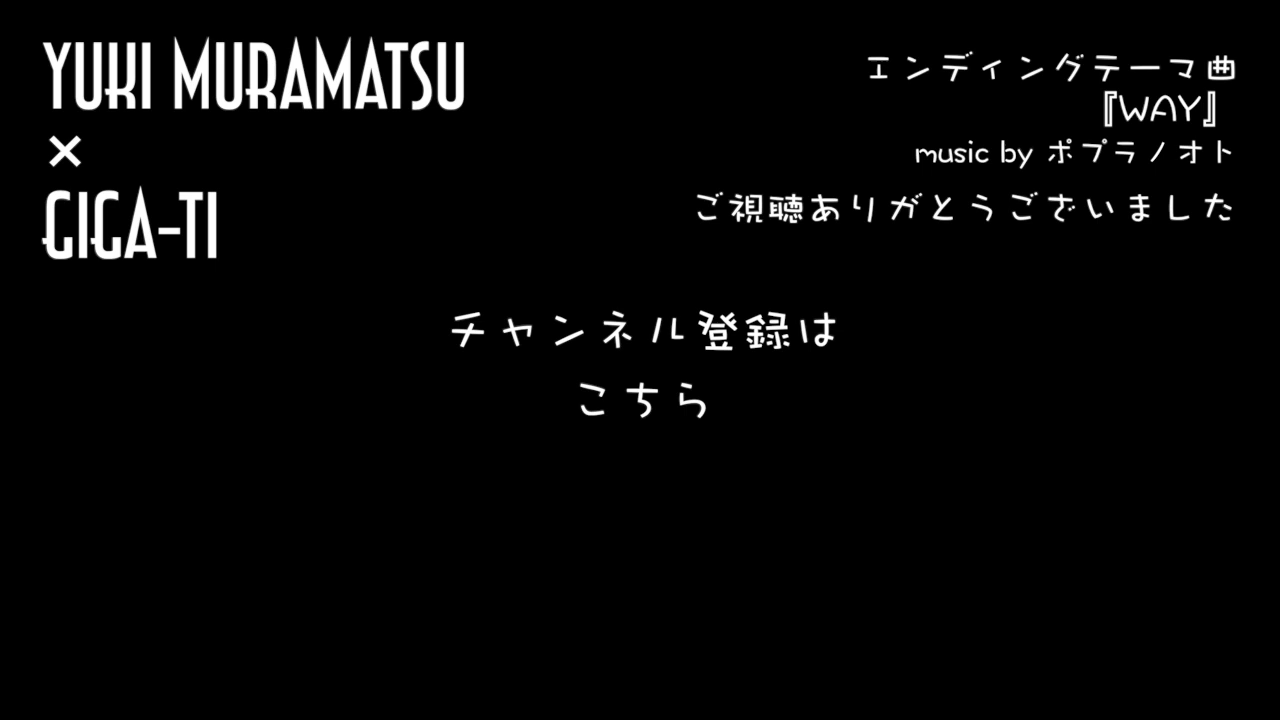 YUKI MURAMATSU
×
GIGA-TI
エンディングテーマ曲
『WAY』
music by ポプラノオト
ご視聴ありがとうございました
チャンネル登録は
こちら